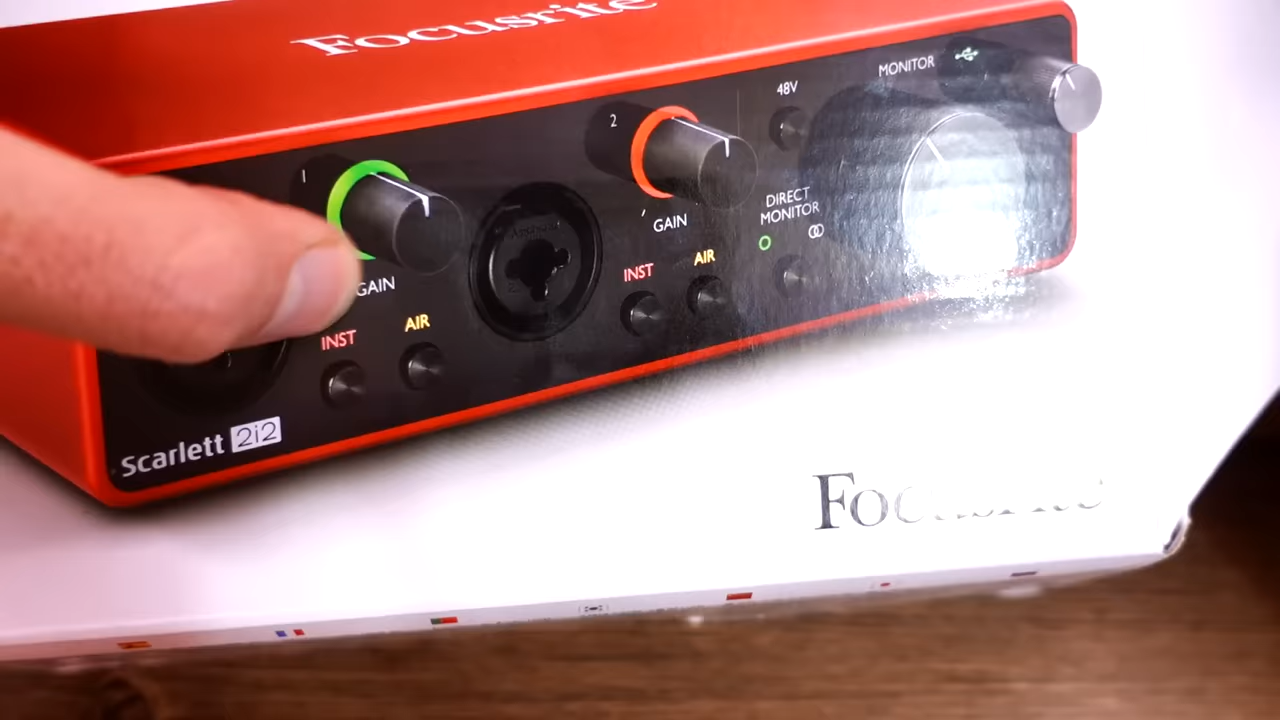 Focusrite
MONITOR
48V
2
1
DIRECT
MONITOR
GAIN
GAIN
INST
AIR
INST
AIR
Scarlett 2i2
Focusrite